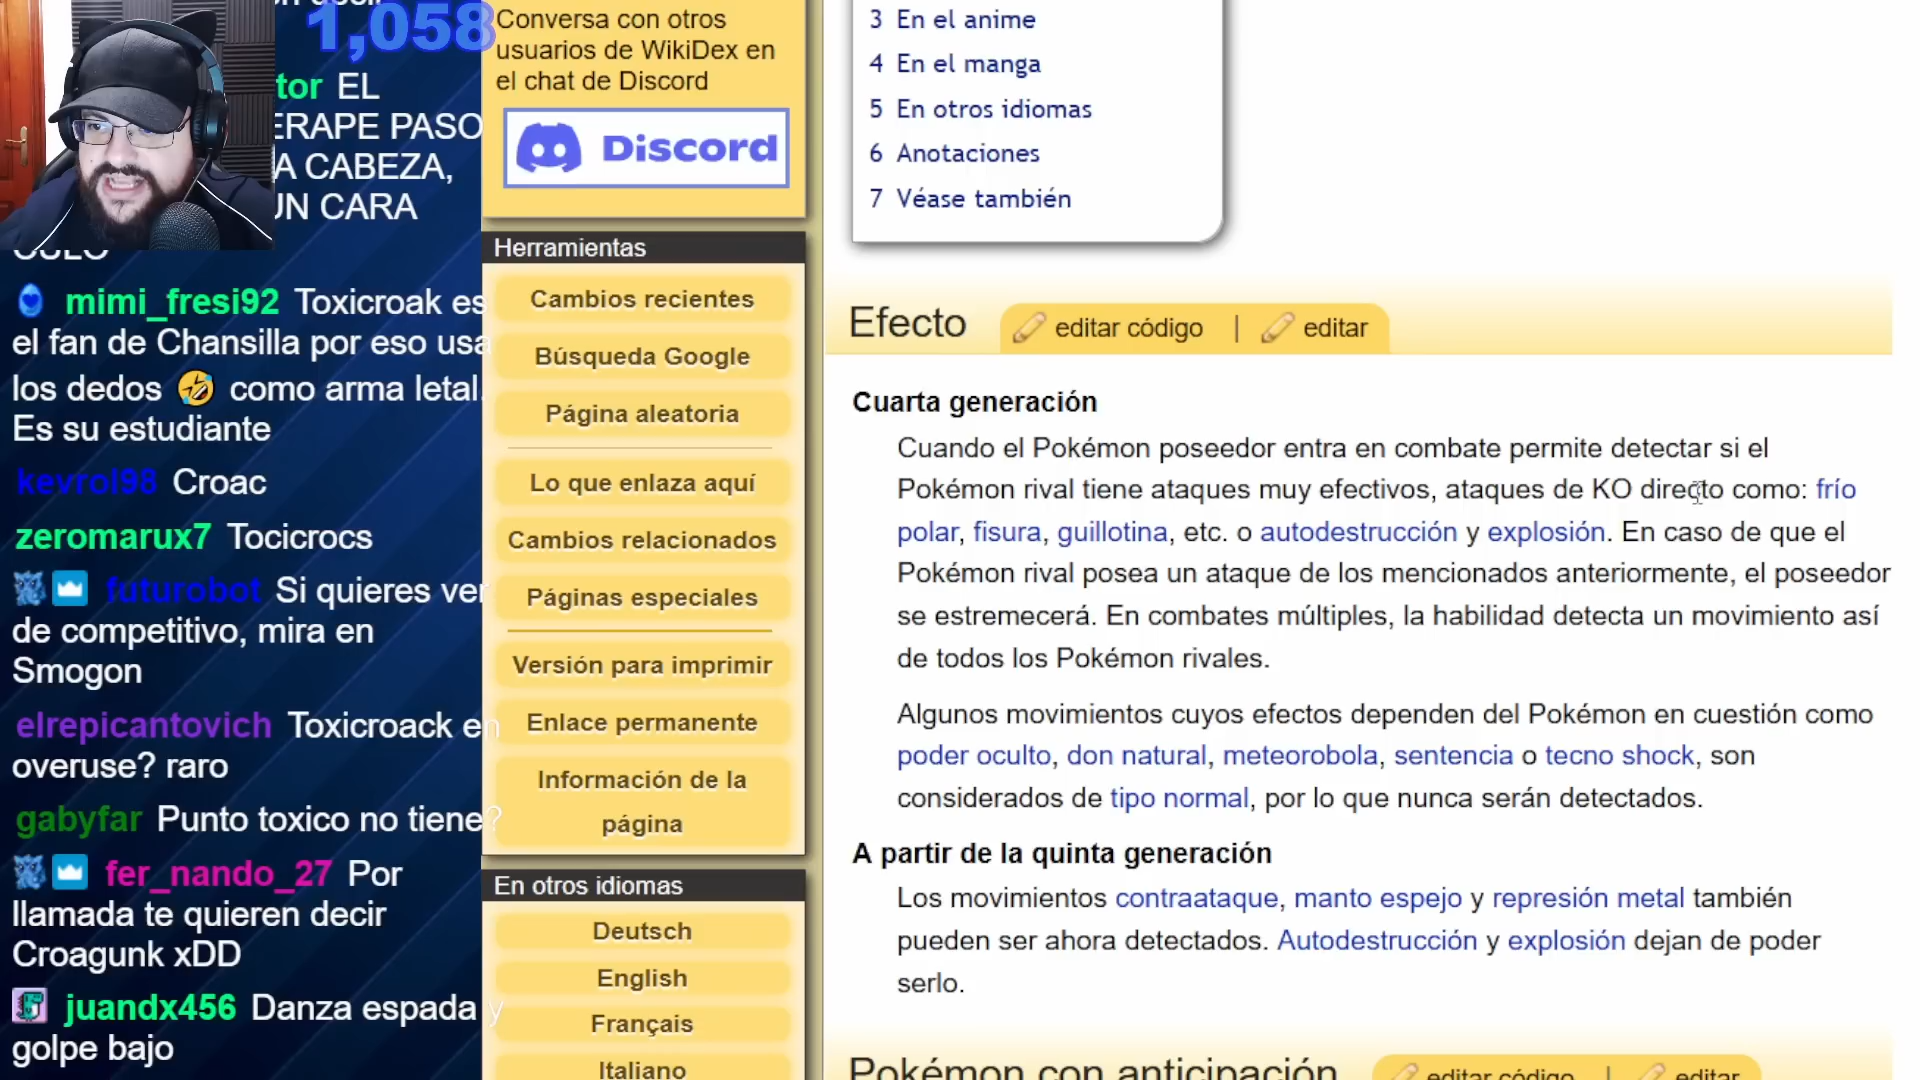 1,058
tor EL
ERAPE PASO
A CABEZA,
UN CARA
mimi_fresi92 Toxicroak es
el fan de Chansilla por eso usa
los dedos 🤣 como arma letal.
Es su estudiante
kevrol98 Croac
zeromarux7 Tocicrocs
futurobot Si quieres ver
de competitivo, mira en
Smogon
elrepicantovich Toxicroack en
overuse? raro
gabyfar Punto toxico no tiene?
fer_nando_27 Por
llamada te quieren decir
Croagunk xDD
juandx456 Danza espada y
golpe bajo
Conversa con otros
usuarios de WikiDex en
el chat de Discord
Discord
Herramientas
Cambios recientes
Búsqueda Google
Página aleatoria
Lo que enlaza aquí
Cambios relacionados
Páginas especiales
Versión para imprimir
Enlace permanente
Información de la
página
En otros idiomas
Deutsch
English
Français
Italiano
3 En el anime
4 En el manga
5 En otros idiomas
6 Anotaciones
7 Véase también
Efecto editar código | editar
Cuarta generación
Cuando el Pokémon poseedor entra en combate permite detectar si el
Pokémon rival tiene ataques muy efectivos, ataques de KO directo como: frío
polar, fisura, guillotina, etc. o autodestrucción y explosión. En caso de que el
Pokémon rival posea un ataque de los mencionados anteriormente, el poseedor
se estremecerá. En combates múltiples, la habilidad detecta un movimiento así
de todos los Pokémon rivales.
Algunos movimientos cuyos efectos dependen del Pokémon en cuestión como
poder oculto, don natural, meteorobola, sentencia o tecno shock, son
considerados de tipo normal, por lo que nunca serán detectados.
A partir de la quinta generación
Los movimientos contraataque, manto espejo y represión metal también
pueden ser ahora detectados. Autodestrucción y explosión dejan de poder
serlo.
Pokémon con anticipación editar código | editar